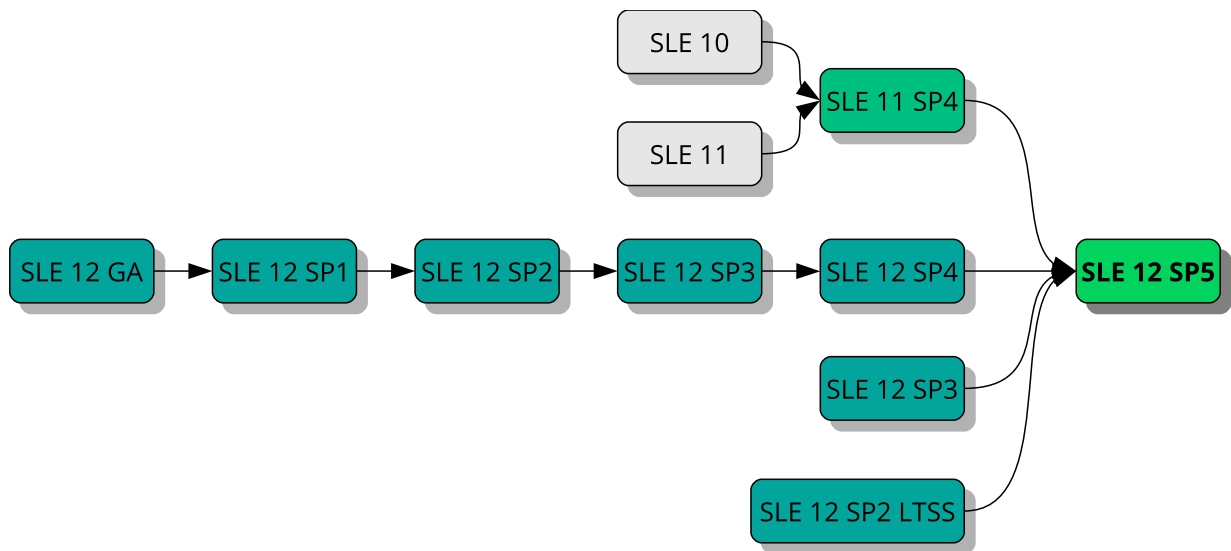 SLE 10
SLE 11 SP4
SLE 11
SLE 12 GA
SLE 12 SP1
SLE 12 SP2
SLE 12 SP3
SLE 12 SP4
SLE 12 SP5
SLE 12 SP3
SLE 12 SP2 LTSS